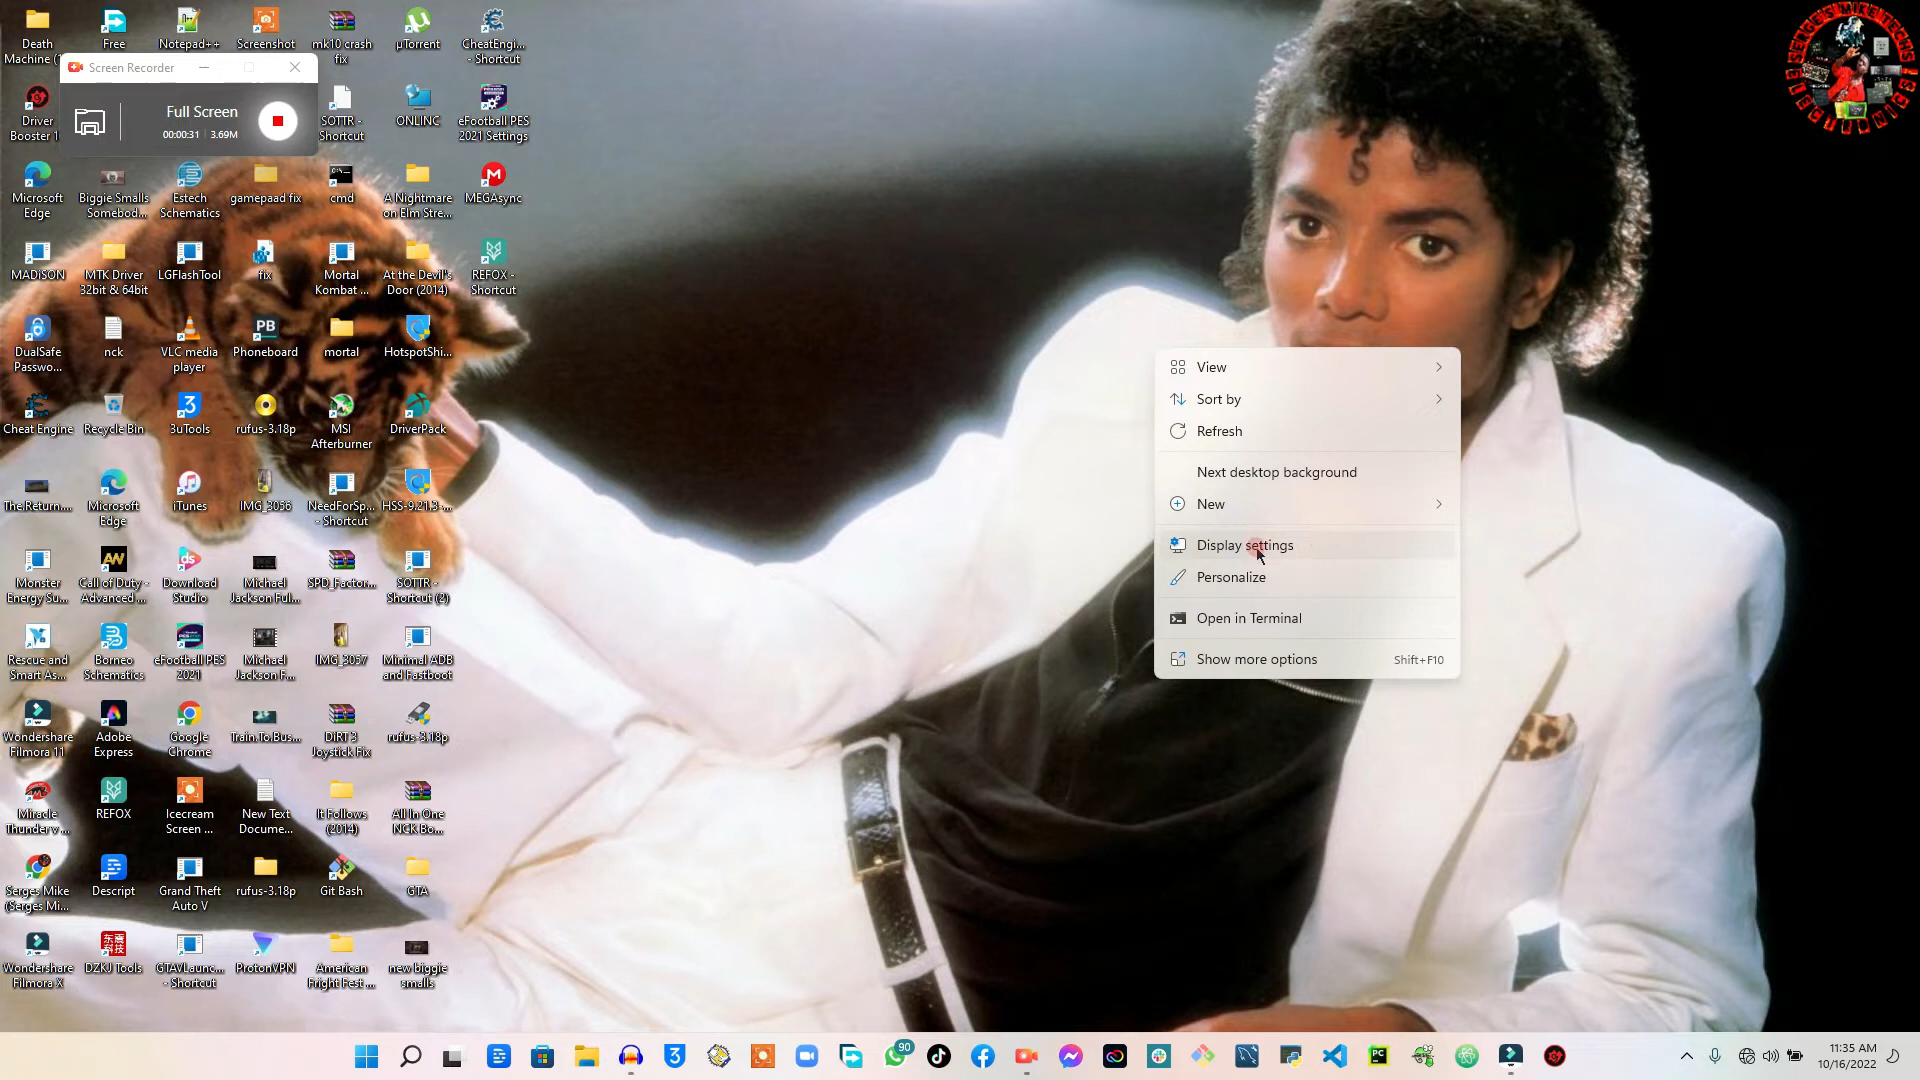 Death
Machine (1
Free
Notepad++
Screenshot
mk10 crash
fix
µTorrent
CheatEngi...
- Shortcut
Screen Recorder
Full Screen
00:00:31 | 3.69M
Driver
Booster 1
SOTTR -
Shortcut
ONLINC
eFootball PES
2021 Settings
Microsoft
Edge
Biggie Smalls
Somebod...
Estech
Schematics
gamepaad fix
cmd
A Nightmare
on Elm Stre...
MEGAsync
MADiSON
MTK Driver
32bit & 64bit
LGFlashTool
fix
Mortal
Kombat ...
At the Devil's
Door (2014)
REFOX -
Shortcut
DualSafe
Passwo...
nck
VLC media
player
PB
Phoneboard
mortal
HotspotShi...
Cheat Engine
Recycle Bin
3uTools
rufus-3.18p
MSI
Afterburner
DriverPack
The.Return....
Microsoft
Edge
iTunes
IMG_3056
NeedForSp...
- Shortcut
HSS-9.21.3-...
Monster
Energy Su...
Call of Duty -
Advanced ...
Download
Studio
Michael
Jackson Ful...
SPD_Factor...
SOTTR -
Shortcut (2)
Rescue and
Smart As...
Borneo
Schematics
eFootball PES
2021
Michael
Jackson F...
IMG_3057
Minimal ADB
and Fastboot
Wondershare
Filmora 11
Adobe
Express
Google
Chrome
Train.To.Bus...
DiRT 3
Joystick Fix
rufus-3.18p
Miracle
Thunder v ...
REFOX
Icecream
Screen ...
New Text
Docume...
It Follows
(2014)
All In One
NCK Bo...
Serges Mike
(Serges Mi...
Descript
Grand Theft
Auto V
rufus-3.18p
Git Bash
GTA
Wondershare
Filmora X
DZKJ Tools
GTAVLaunc...
- Shortcut
ProtonVPN
American
Fright Fest ...
new biggie
smalls
View
Sort by
Refresh
Next desktop background
New
Display settings
Personalize
Open in Terminal
Show more options Shift+F10
90
11:35 AM
10/16/2022